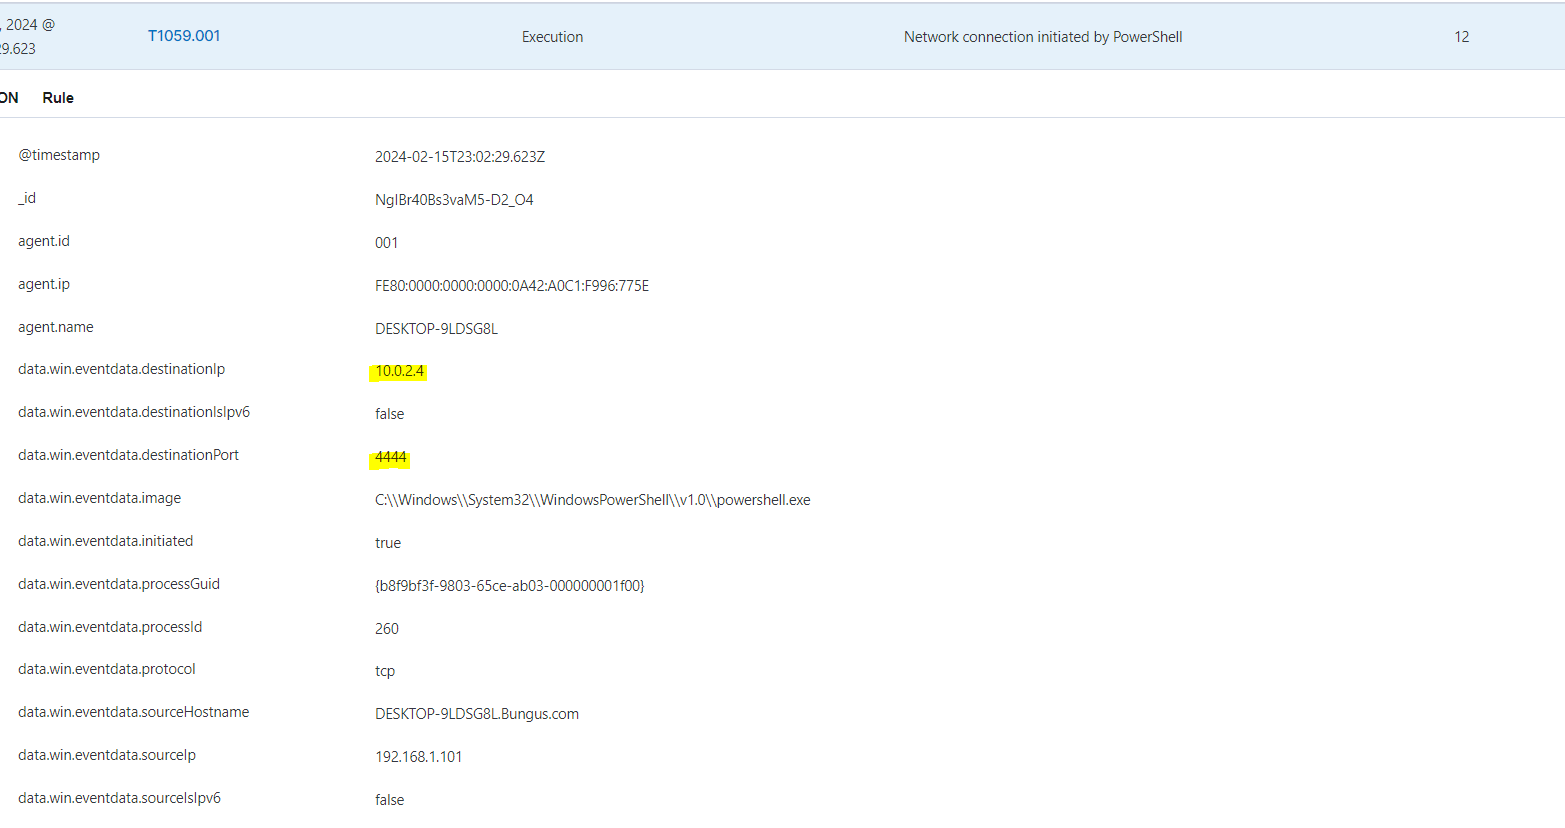 , 2024 @
29.623
T1059.001
Execution
Network connection initiated by PowerShell
12
ON
Rule
@timestamp
2024-02-15T23:02:29.623Z
_id
NgIBr40Bs3vaM5-D2_O4
agent.id
001
agent.ip
FE80:0000:0000:0000:0A42:A0C1:F996:775E
agent.name
DESKTOP-9LDSG8L
data.win.eventdata.destinationIp
10.0.2.4
data.win.eventdata.destinationIsIpv6
false
data.win.eventdata.destinationPort
4444
data.win.eventdata.image
C:\\Windows\\System32\\WindowsPowerShell\\v1.0\\powershell.exe
data.win.eventdata.initiated
true
data.win.eventdata.processGuid
{b8f9bf3f-9803-65ce-ab03-000000001f00}
data.win.eventdata.processId
260
data.win.eventdata.protocol
tcp
data.win.eventdata.sourceHostname
DESKTOP-9LDSG8L.Bungus.com
data.win.eventdata.sourceIp
192.168.1.101
data.win.eventdata.sourceIsIpv6
false